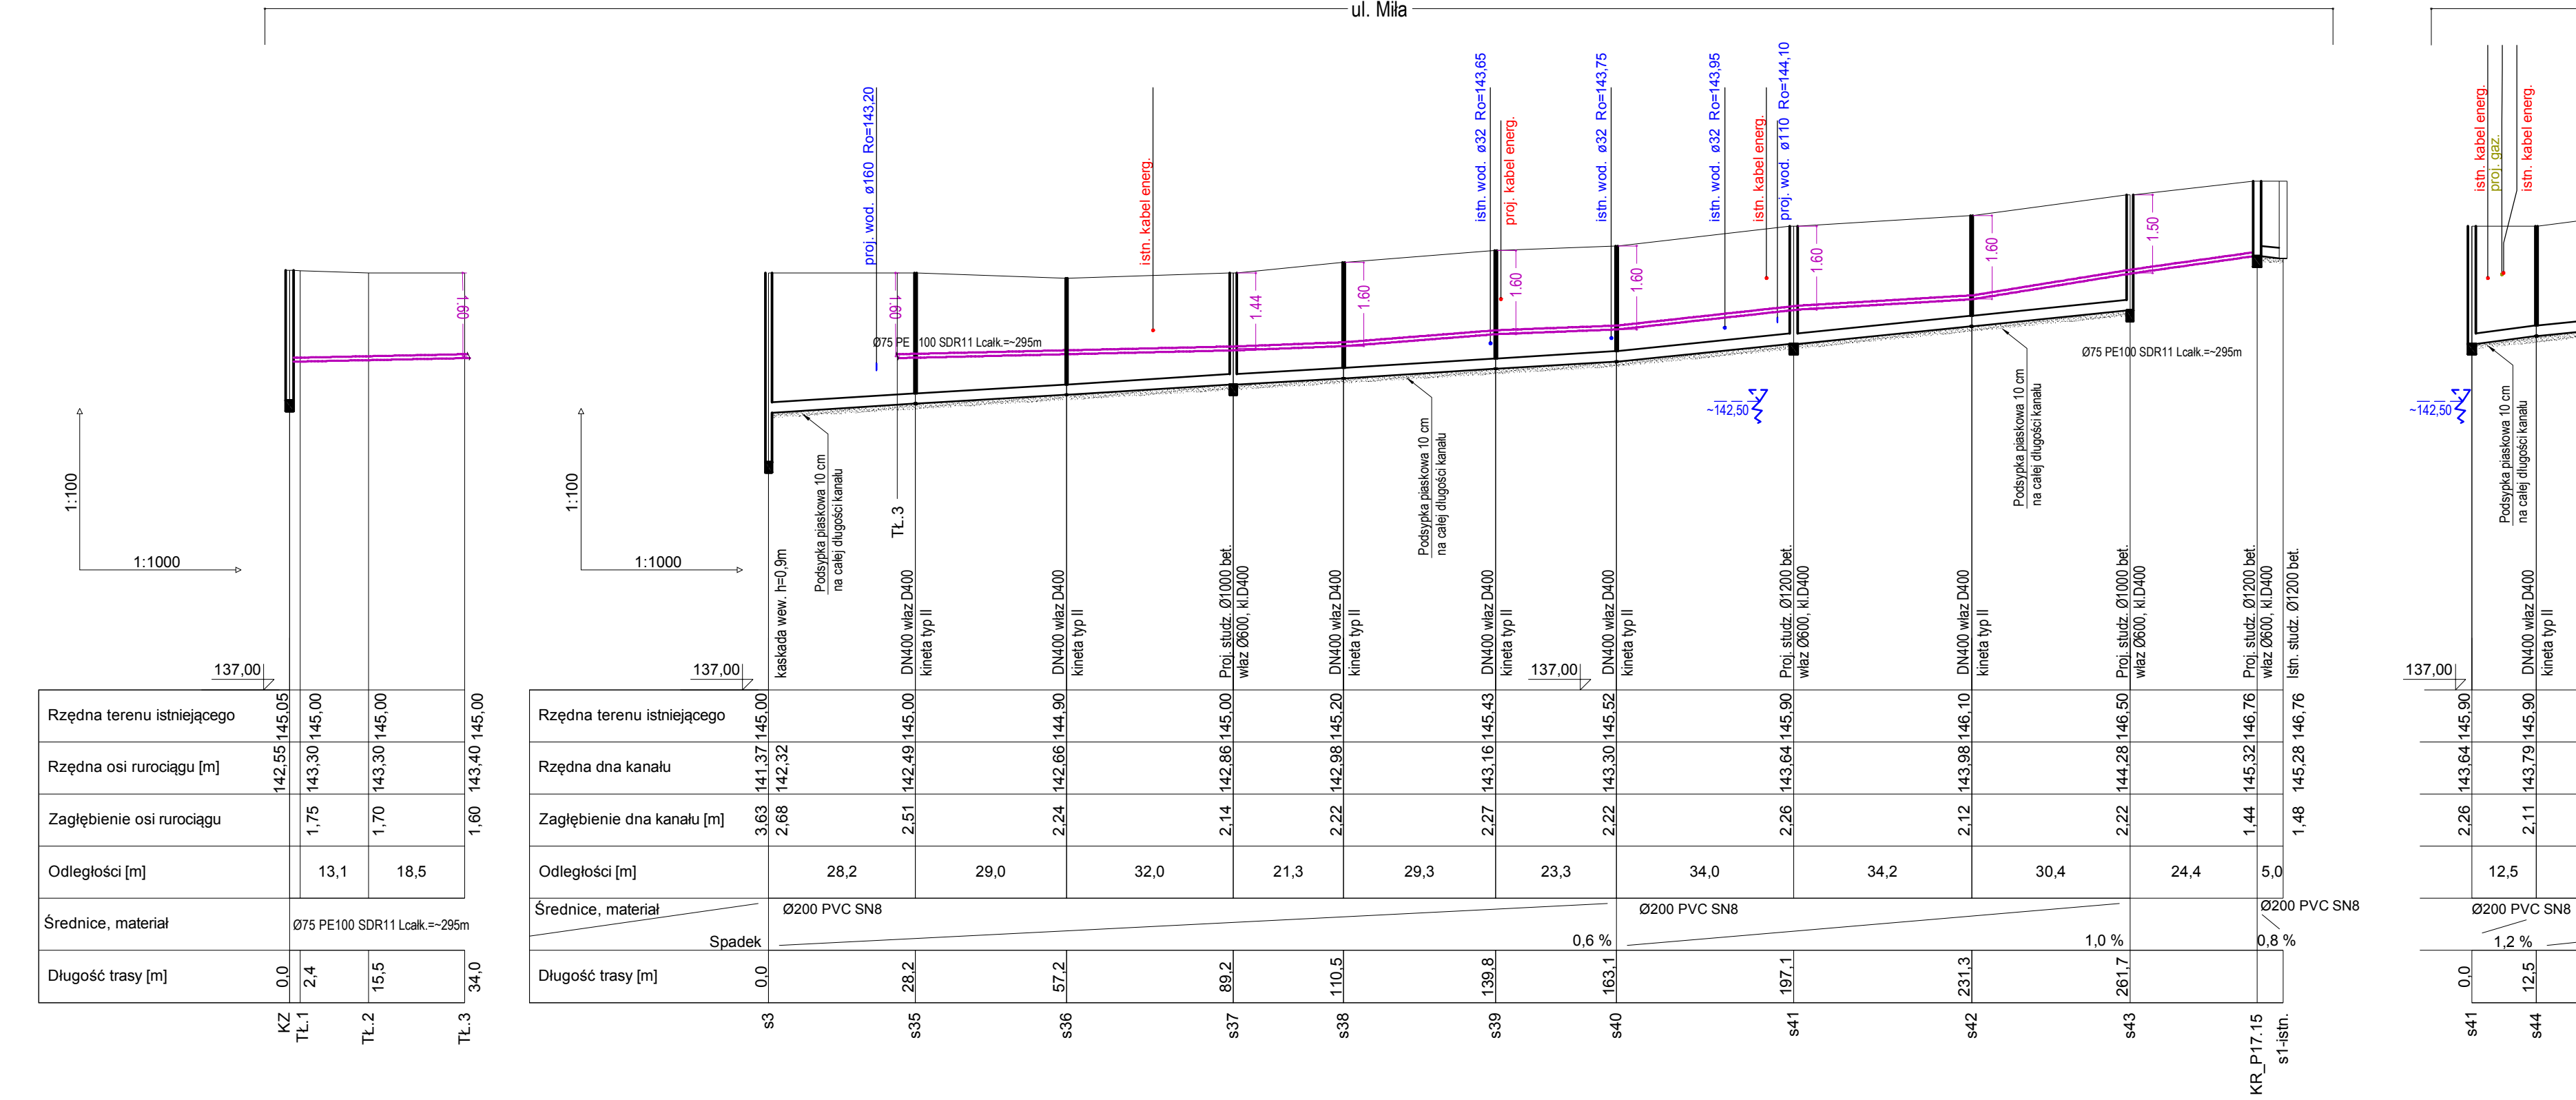 ul. Miła
proj. wod.  ø160  Ro=143,20
istn. kabel energ.
istn. wod.  ø32  Ro=143,65
proj. kabel energ.
istn. wod.  ø32  Ro=143,75
istn. wod.  ø32  Ro=143,95
istn. kabel energ.
proj. wod.  ø110  Ro=144,10
istn. kabel energ.
proj. gaz.
istn. kabel energ.
1.60
1.60
1.44
1.60
1.60
1.60
1.60
1.60
1.50
Ø75 PE 100 SDR11 Lcałk.=~295m
Ø75 PE100 SDR11 Lcałk.=~295m
~142,50
~142,50
1:100
1:1000
1:100
1:1000
Podsypka piaskowa 10 cm
na całej długości kanału
TŁ.3
Podsypka piaskowa 10 cm
na całej długości kanału
Podsypka piaskowa 10 cm
na całej długości kanału
Podsypka piaskowa 10 cm
na całej długości kanału
kaskada wew. h=0,9m
DN400 właz D400
kineta typ II
DN400 właz D400
kineta typ II
Proj. studz. Ø1000 bet.
właz Ø600, kl.D400
DN400 właz D400
kineta typ II
DN400 właz D400
kineta typ II
DN400 właz D400
kineta typ II
Proj. studz. Ø1200 bet.
właz Ø600, kl.D400
DN400 właz D400
kineta typ II
Proj. studz. Ø1000 bet.
właz Ø600, kl.D400
Proj. studz. Ø1200 bet.
właz Ø600, kl.D400
Istn. studz. Ø1200 bet.
DN400 właz D400
kineta typ II
137,00
137,00
137,00
137,00
Rzędna terenu istniejącego
145,05 145,00 145,00 145,00
Rzędna osi rurociągu [m]
142,55 143,30 143,30 143,40
Zagłębienie osi rurociągu
1,75 1,70 1,60
Odległości [m]
13,1 18,5
Średnice, materiał
Ø75 PE100 SDR11 Lcałk.=~295m
Długość trasy [m]
0,0 2,4 15,5 34,0
KZ TŁ.1 TŁ.2 TŁ.3
Rzędna terenu istniejącego
145,00 145,00 144,90 145,00 145,20 145,43 145,52 145,90 146,10 146,50 146,76 146,76
Rzędna dna kanału
141,37 142,32 142,49 142,66 142,86 142,98 143,16 143,30 143,64 143,98 144,28 145,32 145,28
Zagłębienie dna kanału [m]
3,63 2,68 2,51 2,24 2,14 2,22 2,27 2,22 2,26 2,12 2,22 1,44 1,48
Odległości [m]
28,2 29,0 32,0 21,3 29,3 23,3 34,0 34,2 30,4 24,4 5,0
Średnice, materiał
Ø200 PVC SN8 Ø200 PVC SN8 Ø200 PVC SN8
Spadek
0,6 % 1,0 % 0,8 %
Długość trasy [m]
0,0 28,2 57,2 89,2 110,5 139,8 163,1 197,1 231,3 261,7
s3 s35 s36 s37 s38 s39 s40 s41 s42 s43 KR_P17.15 s1-istn.
145,90 145,90
143,64 143,79
2,26 2,11
12,5
Ø200 PVC SN8
1,2 %
0,0 12,5
s41 s44